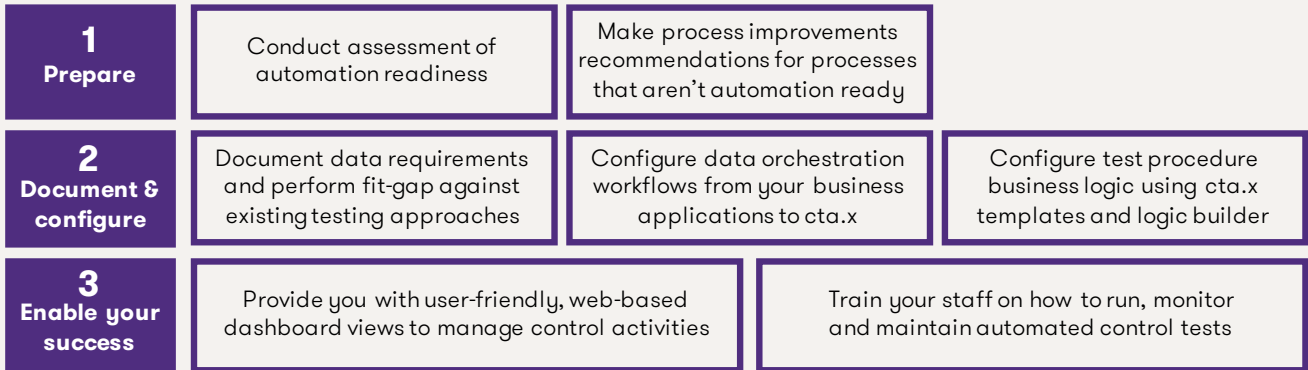 1
Prepare
Conduct assessment of
automation readiness
Make process improvements
recommendations for processes
that aren't automation ready
2
Document &
configure
Document data requirements
and perform fit-gap against
existing testing approaches
Configure data orchestration
workflows from your business
applications to cta.x
Configure test procedure
business logic using cta.x
templates and logic builder
3
Enable your
success
Provide you with user-friendly, web-based
dashboard views to manage control activities
Train your staff on how to run, monitor
and maintain automated control tests